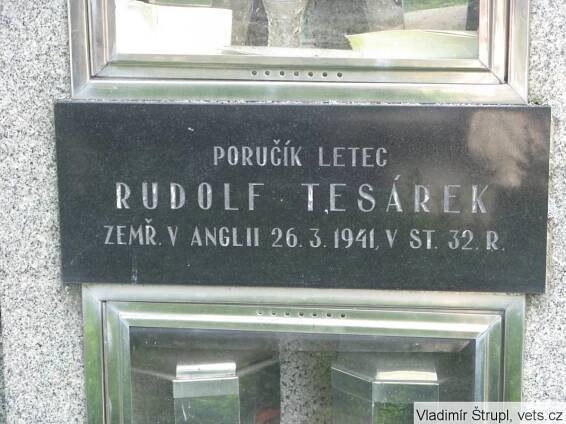 PORUČÍK LETEC
RUDOLF TESÁREK
ZEMŘ. V ANGLII 26. 3. 1941, V ST. 32. R.
Vladimír Štrupl, vets.cz